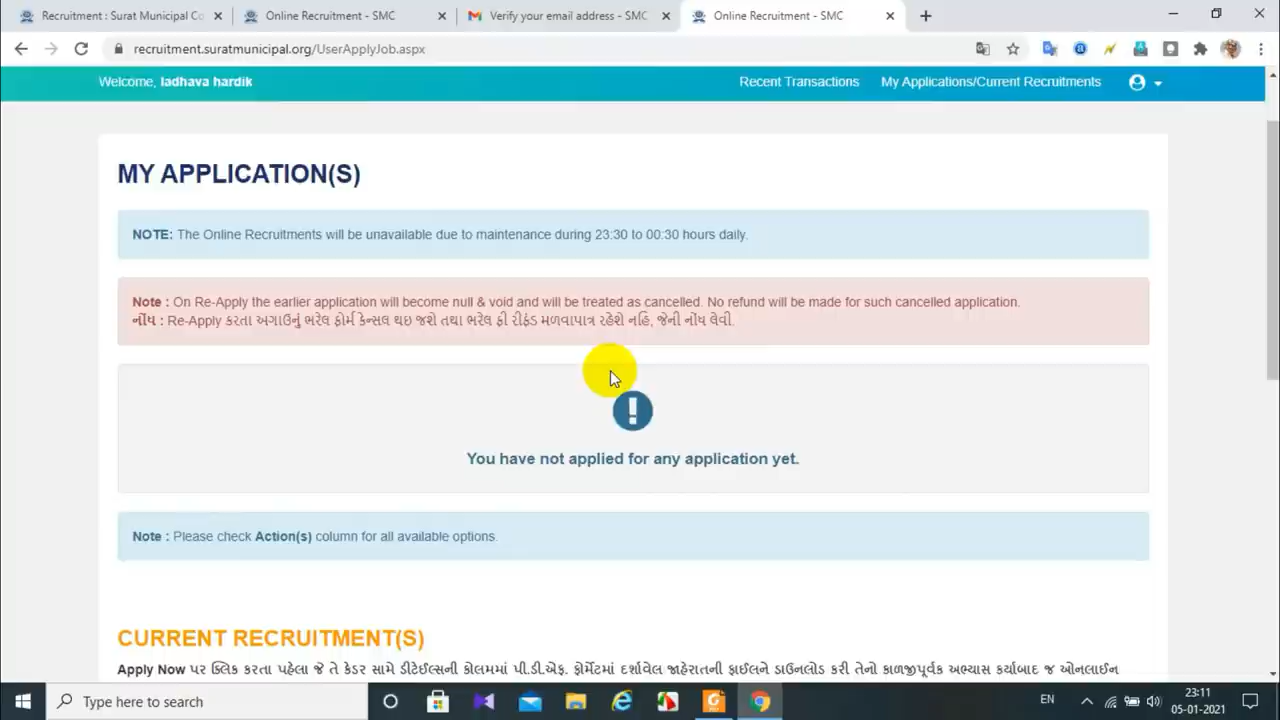 Recruitment : Surat Municipal Co
Online Recruitment - SMC
Verify your email address - SMC
Online Recruitment - SMC
recruitment.suratmunicipal.org/UserApplyJob.aspx
Welcome, ladhava hardik
Recent Transactions
My Applications/Current Recruitments
MY APPLICATION(S)
NOTE: The Online Recruitments will be unavailable due to maintenance during 23:30 to 00:30 hours daily.
Note : On Re-Apply the earlier application will become null & void and will be treated as cancelled. No refund will be made for such cancelled application.
નોંધ : Re-Apply કરતા અગાઉનું ભરેલ ફોર્મ કેન્સલ થઇ જશે તથા ભરેલ ફી રીફંડ મળવાપાત્ર રહેશે નહિ, જેની નોંધ લેવી.
You have not applied for any application yet.
Note : Please check Action(s) column for all available options.
CURRENT RECRUITMENT(S)
Apply Now પર ક્લિક કરતા પહેલા જે તે કેડર સામે ડીટેઈલ્સની કોલમમાં પી.ડી.એફ. ફોર્મેટમાં દર્શાવેલ જાહેરાતની ફાઈલને ડાઉનલોડ કરી તેનો કાળજીપૂર્વક અભ્યાસ કર્યાબાદ જ ઓનલાઈન
Type here to search
EN
23:11
05-01-2021